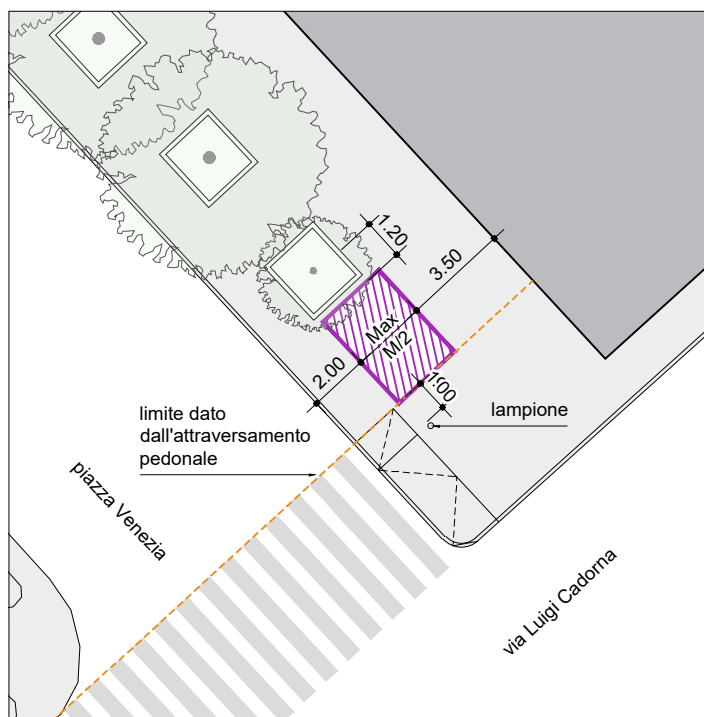 1.20
3.50
Max
M/2
2.00
1.00
limite dato
dall'attraversamento
pedonale
lampione
piazza Venezia
via Luigi Cadorna